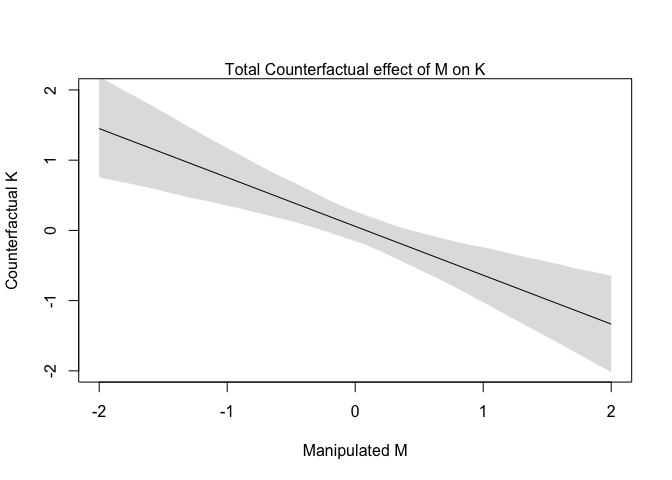 Total Counterfactual effect of M on K
2
1
0
-1
-2
Counterfactual K
-2 -1 0 1 2
Manipulated M